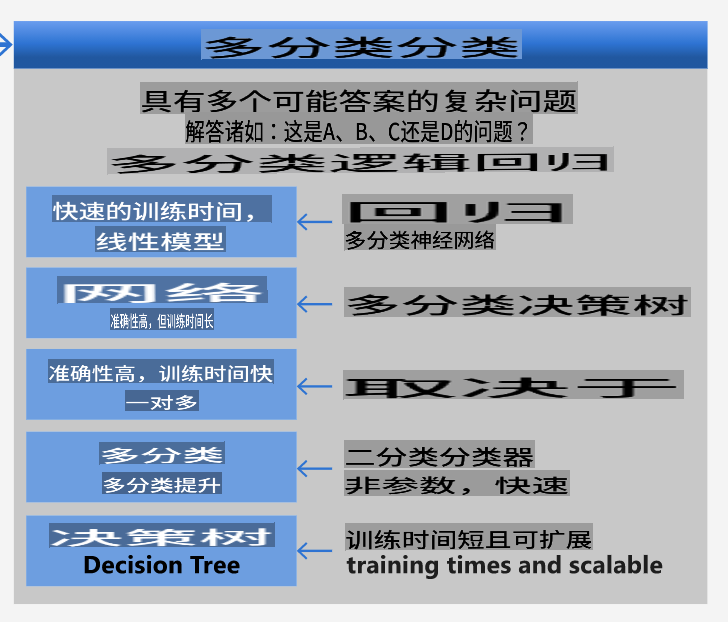 多分类分类
具有多个可能答案的复杂问题
解答诸如：这是A、B、C还是D的问题？
多分类逻辑回归
快速的训练时间，
线性模型
回归
多分类神经网络
网络
准确性高，但训练时间长
多分类决策树
准确性高，训练时间快
一对多
取决于
多分类
多分类提升
二分类分类器
非参数，快速
决策树
Decision Tree
训练时间短且可扩展
training times and scalable